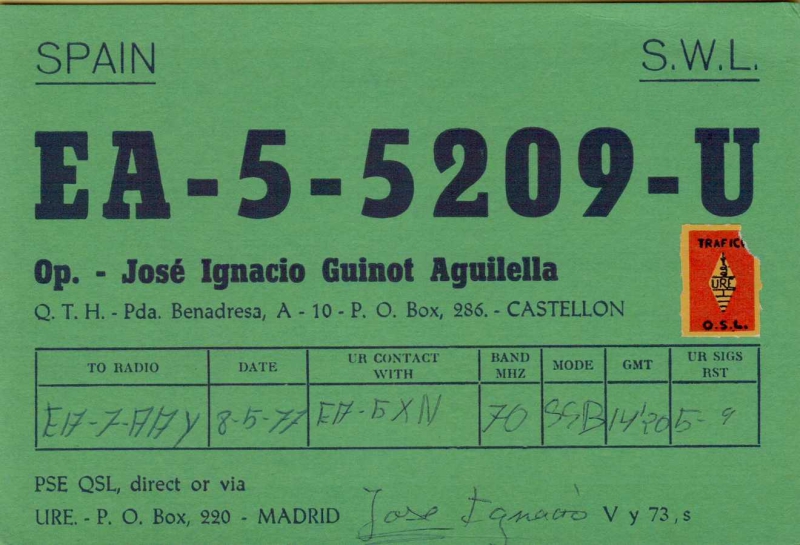 SPAIN
S.W.L.
EA-5-5209-U
Op. - José Ignacio Guinot Aguilella
Q. T. H. - Pda. Benadresa, A - 10 - P. O. Box, 286. - CASTELLON
TRAFICO
URE
Q.S.L.
TO RADIO DATE UR CONTACT WITH BAND MHZ MODE GMT UR SIGS RST
EA-7-AAY 8-5-77 EA-5XN 70 SSB 14'20 5-9
PSE QSL, direct or via
URE. - P. O. Box, 220 - MADRID José Ignacio V y 73,s